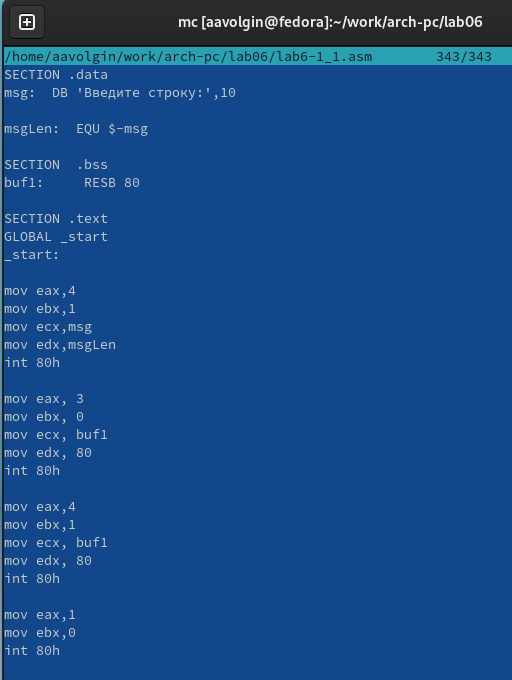 mc [aavolgin@fedora]:~/work/arch-pc/lab06
/home/aavolgin/work/arch-pc/lab06/lab6-1_1.asm 343/343
SECTION .data
msg: DB 'Введите строку:',10
msgLen: EQU $-msg
SECTION .bss
buf1: RESB 80
SECTION .text
GLOBAL _start
_start:
mov eax,4
mov ebx,1
mov ecx,msg
mov edx,msgLen
int 80h
mov eax, 3
mov ebx, 0
mov ecx, buf1
mov edx, 80
int 80h
mov eax,4
mov ebx,1
mov ecx, buf1
mov edx, 80
int 80h
mov eax,1
mov ebx,0
int 80h